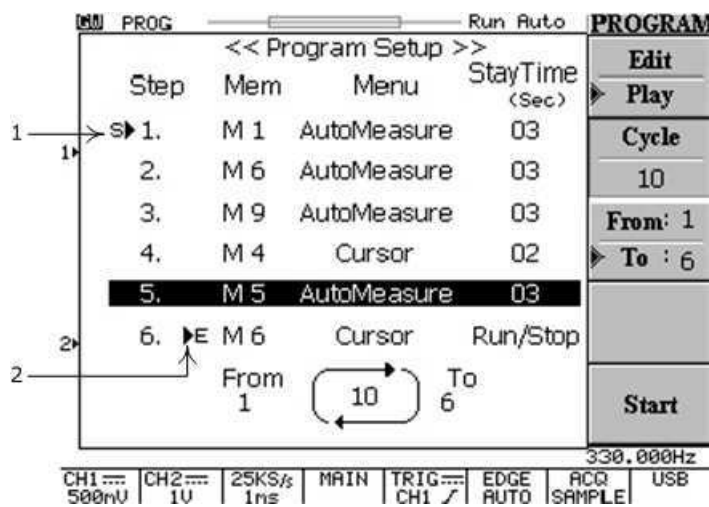 GW PROG Run Auto PROGRAM
<< Program Setup >>
Step Mem Menu StayTime
(Sec)
S 1. M 1 AutoMeasure 03
2. M 6 AutoMeasure 03
3. M 9 AutoMeasure 03
4. M 4 Cursor 02
5. M 5 AutoMeasure 03
6. E M 6 Cursor Run/Stop
From 10 To
1 6
1
2
1
2
Edit
Play
Cycle
10
From: 1
To : 6
Start
330.000Hz
CH1 CH2 25KS/s MAIN TRIG EDGE ACQ USB
500mV 1V 1ms CH1 AUTO SAMPLE